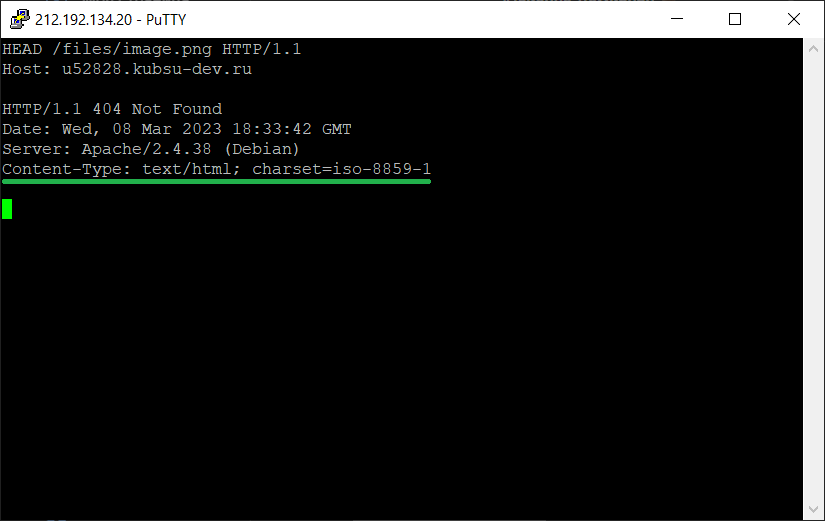 212.192.134.20 - PuTTY
HEAD /files/image.png HTTP/1.1
Host: u52828.kubsu-dev.ru
HTTP/1.1 404 Not Found
Date: Wed, 08 Mar 2023 18:33:42 GMT
Server: Apache/2.4.38 (Debian)
Content-Type: text/html; charset=iso-8859-1